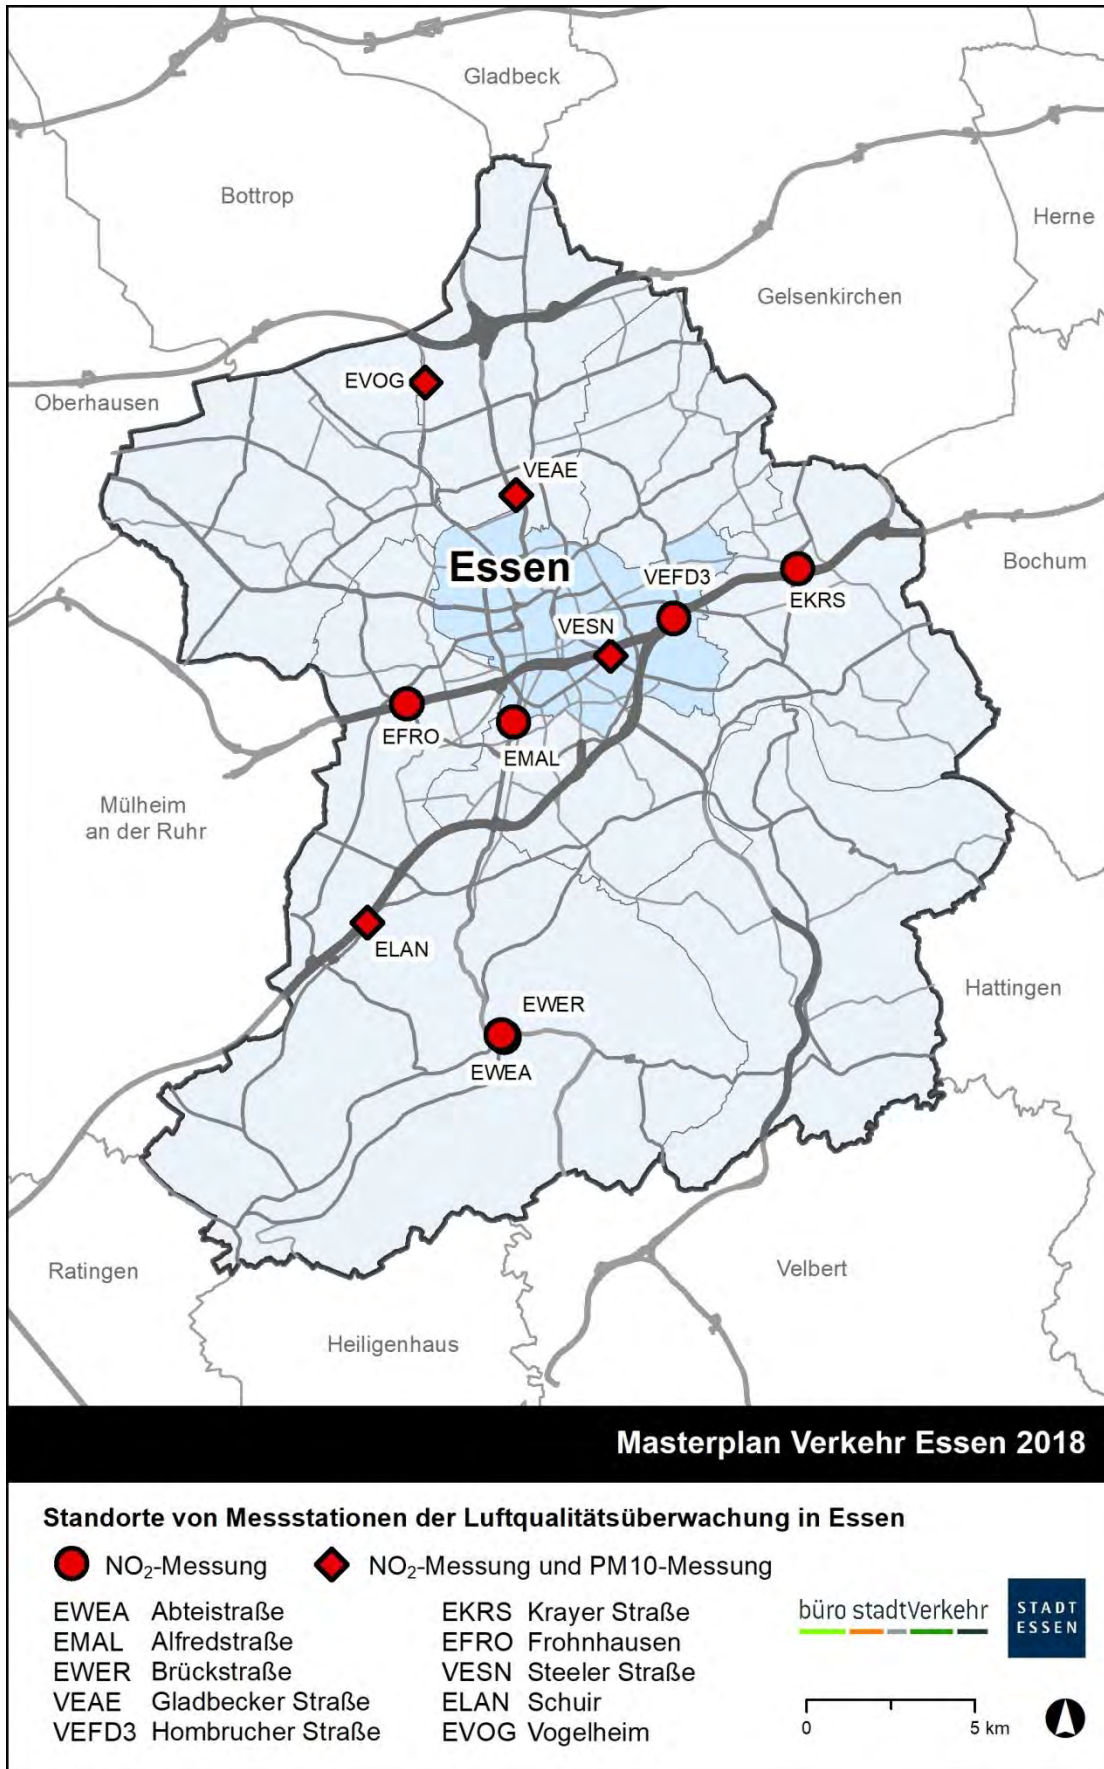 Gladbeck
Bottrop
Herne
Gelsenkirchen
EVOG
Oberhausen
VEAE
Essen
VEFD3
Bochum
EKRS
VESN
EFRO
EMAL
Mülheim
an der Ruhr
ELAN
Hattingen
EWER
EWEA
Ratingen
Velbert
Heiligenhaus
Masterplan Verkehr Essen 2018
Standorte von Messstationen der Luftqualitätsüberwachung in Essen
NO₂-Messung
NO₂-Messung und PM10-Messung
EWEA Abteistraße
EMAL Alfredstraße
EWER Brückstraße
VEAE Gladbecker Straße
VEFD3 Hombrucher Straße
EKRS Krayer Straße
EFRO Frohnhausen
VESN Steeler Straße
ELAN Schuir
EVOG Vogelheim
büro stadtVerkehr
STADT
ESSEN
0 5 km